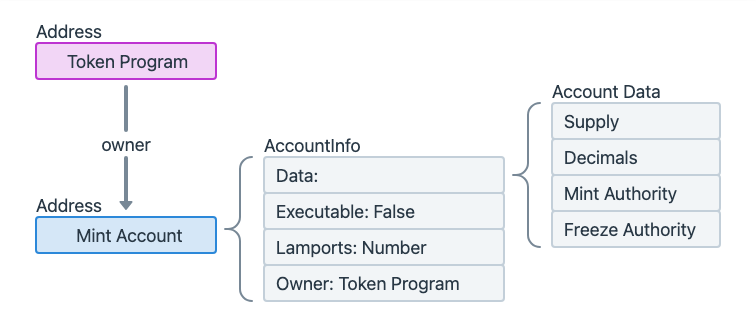 Address
Token Program
owner
Address
Mint Account
AccountInfo
Data:
Executable: False
Lamports: Number
Owner: Token Program
Account Data
Supply
Decimals
Mint Authority
Freeze Authority